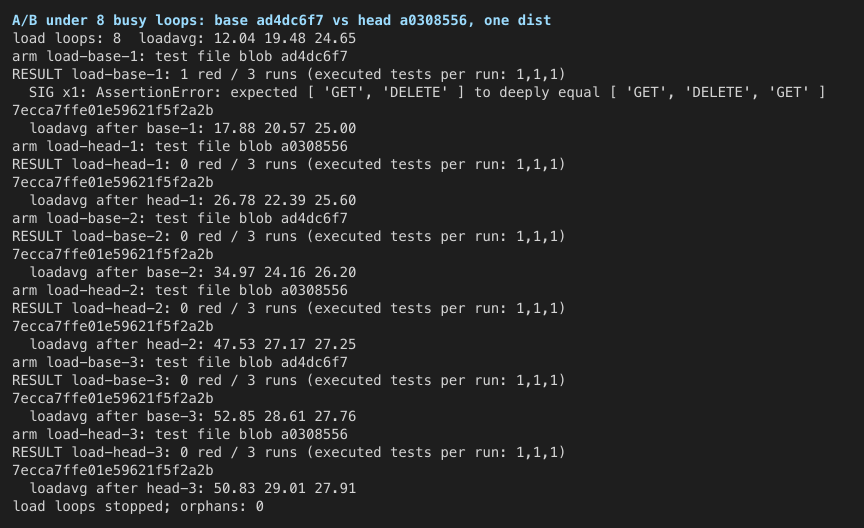 A/B under 8 busy loops: base ad4dc6f7 vs head a0308556, one dist
load loops: 8  loadavg: 12.04 19.48 24.65
arm load-base-1: test file blob ad4dc6f7
RESULT load-base-1: 1 red / 3 runs (executed tests per run: 1,1,1)
  SIG x1: AssertionError: expected [ 'GET', 'DELETE' ] to deeply equal [ 'GET', 'DELETE', 'GET' ]
7ecca7ffe01e59621f5f2a2b
  loadavg after base-1: 17.88 20.57 25.00
arm load-head-1: test file blob a0308556
RESULT load-head-1: 0 red / 3 runs (executed tests per run: 1,1,1)
7ecca7ffe01e59621f5f2a2b
  loadavg after head-1: 26.78 22.39 25.60
arm load-base-2: test file blob ad4dc6f7
RESULT load-base-2: 0 red / 3 runs (executed tests per run: 1,1,1)
7ecca7ffe01e59621f5f2a2b
  loadavg after base-2: 34.97 24.16 26.20
arm load-head-2: test file blob a0308556
RESULT load-head-2: 0 red / 3 runs (executed tests per run: 1,1,1)
7ecca7ffe01e59621f5f2a2b
  loadavg after head-2: 47.53 27.17 27.25
arm load-base-3: test file blob ad4dc6f7
RESULT load-base-3: 0 red / 3 runs (executed tests per run: 1,1,1)
7ecca7ffe01e59621f5f2a2b
  loadavg after base-3: 52.85 28.61 27.76
arm load-head-3: test file blob a0308556
RESULT load-head-3: 0 red / 3 runs (executed tests per run: 1,1,1)
7ecca7ffe01e59621f5f2a2b
  loadavg after head-3: 50.83 29.01 27.91
load loops stopped; orphans: 0